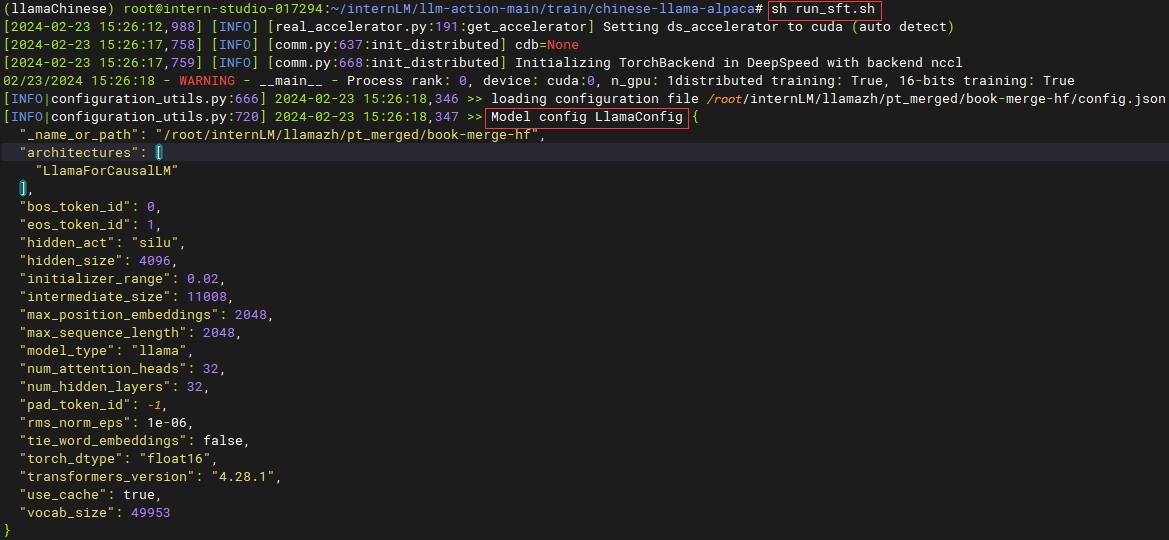 (llamaChinese) root@intern-studio-017294:~/internLM/llm-action-main/train/chinese-llama-alpaca# sh run_sft.sh
[2024-02-23 15:26:12,988] [INFO] [real_accelerator.py:191:get_accelerator] Setting ds_accelerator to cuda (auto detect)
[2024-02-23 15:26:17,758] [INFO] [comm.py:637:init_distributed] cdb=None
[2024-02-23 15:26:17,759] [INFO] [comm.py:668:init_distributed] Initializing TorchBackend in DeepSpeed with backend nccl
02/23/2024 15:26:18 - WARNING - __main__ - Process rank: 0, device: cuda:0, n_gpu: 1distributed training: True, 16-bits training: True
[INFO|configuration_utils.py:666] 2024-02-23 15:26:18,346 >> loading configuration file /root/internLM/llamazh/pt_merged/book-merge-hf/config.json
[INFO|configuration_utils.py:720] 2024-02-23 15:26:18,347 >> Model config LlamaConfig {
  "_name_or_path": "/root/internLM/llamazh/pt_merged/book-merge-hf",
  "architectures": [
    "LlamaForCausalLM"
  ],
  "bos_token_id": 0,
  "eos_token_id": 1,
  "hidden_act": "silu",
  "hidden_size": 4096,
  "initializer_range": 0.02,
  "intermediate_size": 11008,
  "max_position_embeddings": 2048,
  "max_sequence_length": 2048,
  "model_type": "llama",
  "num_attention_heads": 32,
  "num_hidden_layers": 32,
  "pad_token_id": -1,
  "rms_norm_eps": 1e-06,
  "tie_word_embeddings": false,
  "torch_dtype": "float16",
  "transformers_version": "4.28.1",
  "use_cache": true,
  "vocab_size": 49953
}